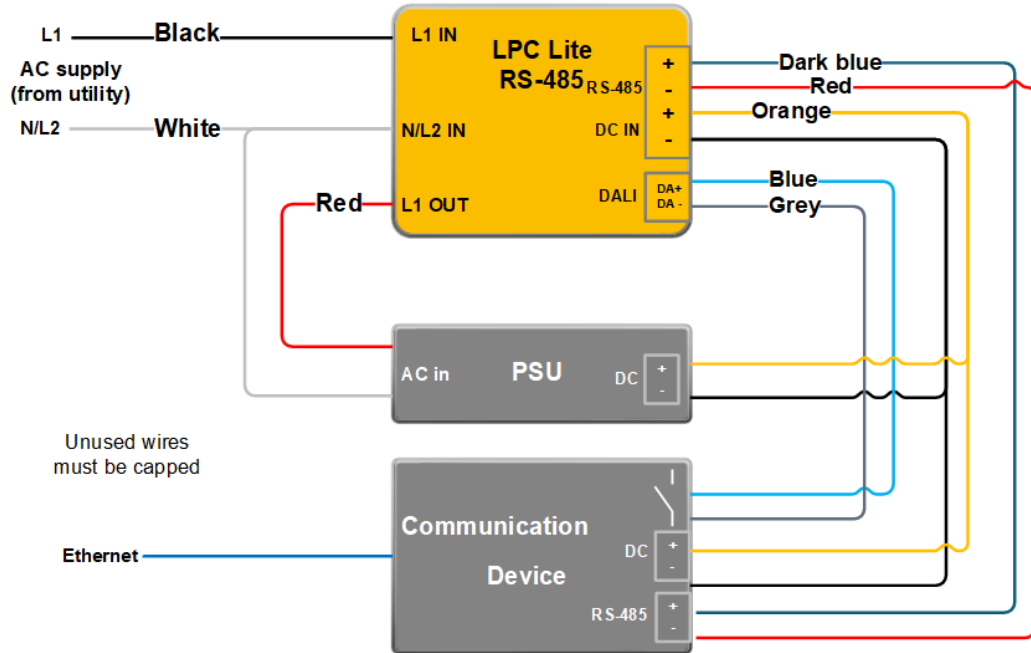 L1
Black
AC supply
(from utility)
N/L2
White
Red
L1 IN
LPC Lite
RS-485
RS-485
+
-
N/L2 IN
DC IN
+
-
L1 OUT
DALI
DA+
DA -
Dark blue
Red
Orange
Blue
Grey
AC in
PSU
DC
+
-
Unused wires
must be capped
Ethernet
Communication
Device
DC
+
-
RS-485
+
-